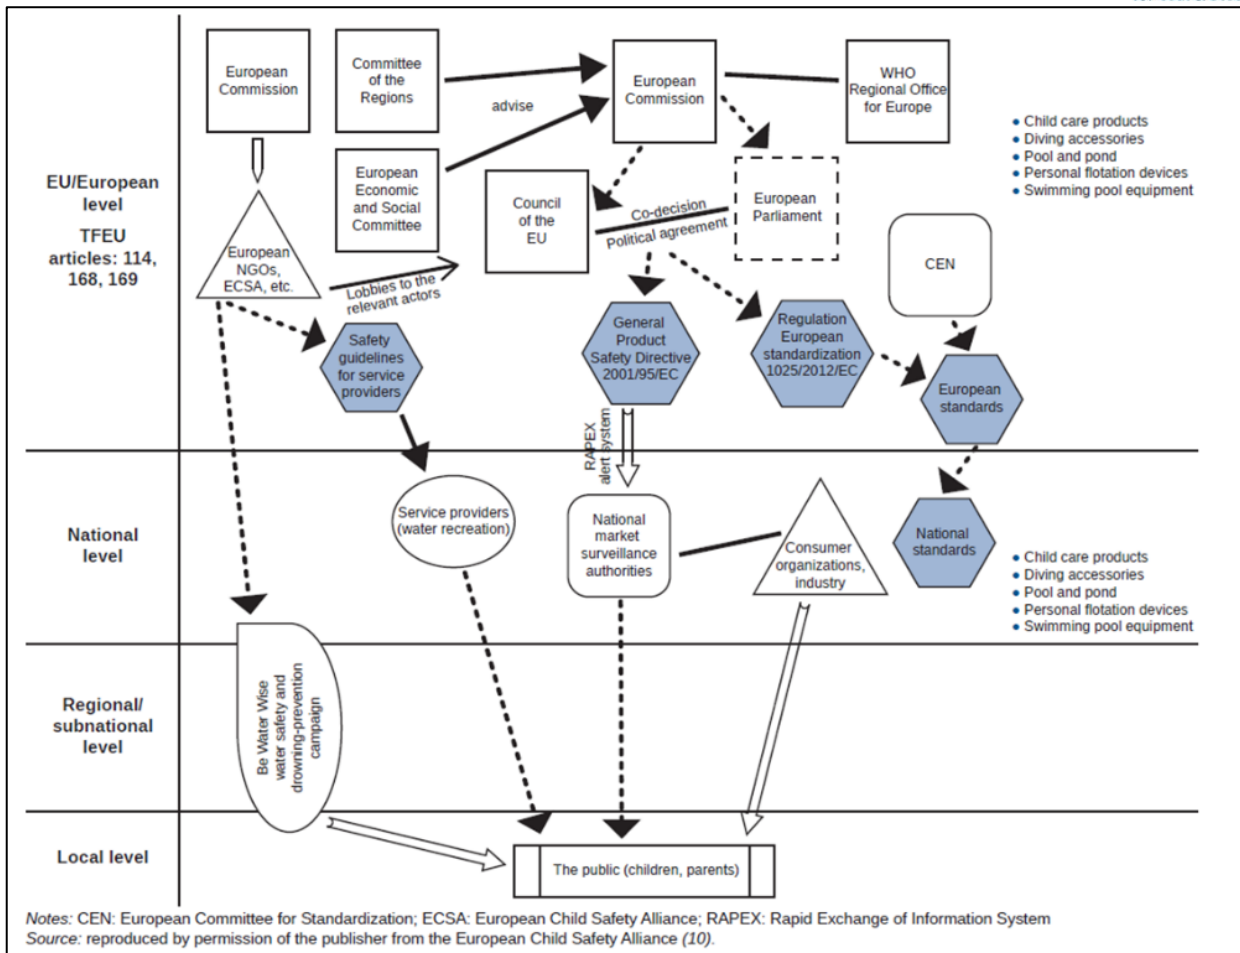 EU/European
level
TFEU
articles: 114,
168, 169
European
Commission
Committee
of the
Regions
advise
European
Economic
and Social
Committee
European
Commission
WHO
Regional Office
for Europe
• Child care products
• Diving accessories
• Pool and pond
• Personal flotation devices
• Swimming pool equipment
European
NGOs,
ECSA, etc.
Lobbies to the
relevant actors
Council
of the
EU
Co-decision
Political agreement
European
Parliament
CEN
Safety
guidelines
for service
providers
General
Product
Safety Directive
2001/95/EC
Regulation
European
standardization
1025/2012/EC
European
standards
RAPEX
alert system
National
level
Service providers
(water recreation)
National
market
surveillance
authorities
Consumer
organizations,
industry
National
standards
• Child care products
• Diving accessories
• Pool and pond
• Personal flotation devices
• Swimming pool equipment
Regional/
subnational
level
Be Water Wise
water safety and
drowning-prevention
campaign
Local level
The public (children, parents)
Notes: CEN: European Committee for Standardization; ECSA: European Child Safety Alliance; RAPEX: Rapid Exchange of Information System
Source: reproduced by permission of the publisher from the European Child Safety Alliance (10).